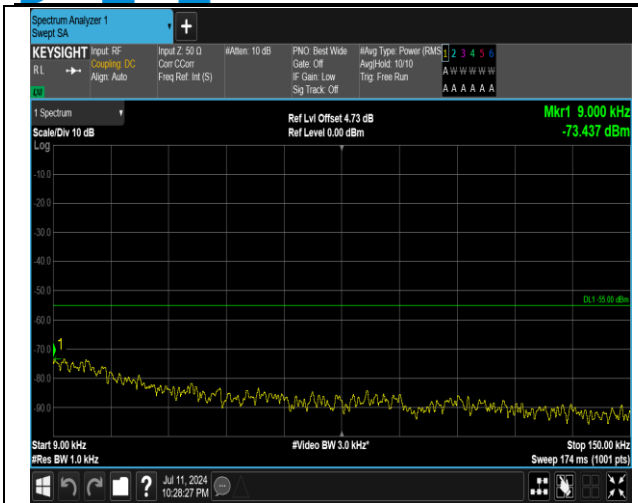 Spectrum Analyzer 1
Swept SA
KEYSIGHT
RL
Input: RF
Coupling: DC
Align: Auto
Input Z: 50 Ω
Corr CCorr
Freq Ref: Int (S)
#Atten: 10 dB
PNO: Best Wide
Gate: Off
IF Gain: Low
Sig Track: Off
#Avg Type: Power (RMS
Avg|Hold: 10/10
Trig: Free Run
1 2 3 4 5 6
A W W W W W
A A A A A A
1 Spectrum
Scale/Div 10 dB
Ref Lvl Offset 4.73 dB
Ref Level 0.00 dBm
Mkr1 9.000 kHz
-73.437 dBm
Log
-10.0
-20.0
-30.0
-40.0
-50.0
DL1 -55.00 dBm
-60.0
-70.0
1
-80.0
-90.0
Start 9.00 kHz
#Res BW 1.0 kHz
#Video BW 3.0 kHz*
Stop 150.00 kHz
Sweep 174 ms (1001 pts)
Jul 11, 2024
10:28:27 PM